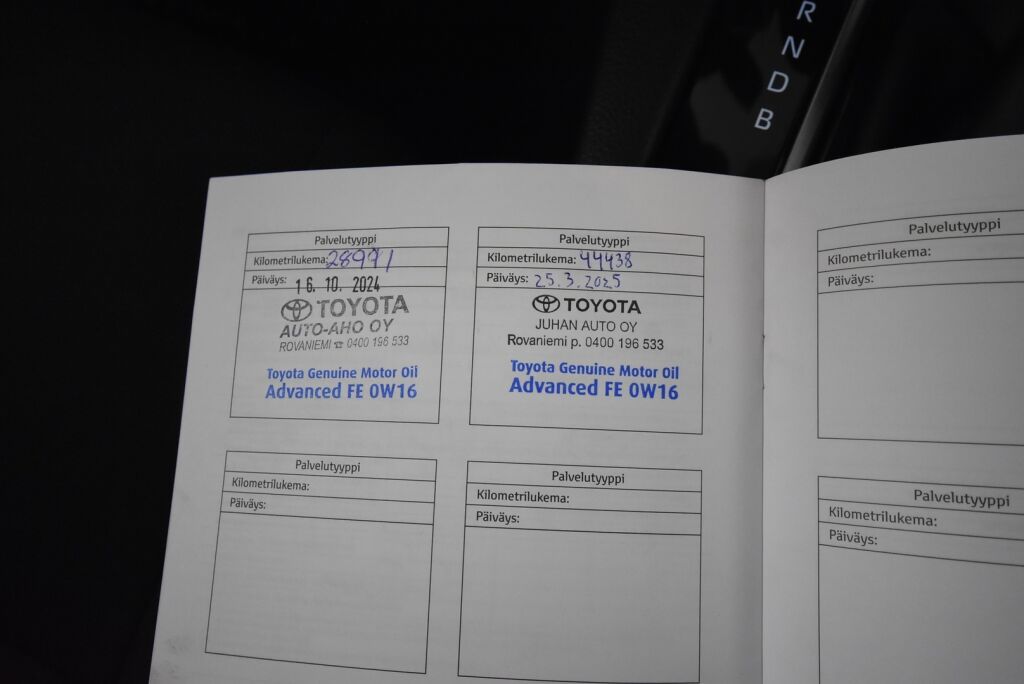 R
N
D
B
Palvelutyyppi
Kilometrilukema: 28991
Päiväys: 16. 10. 2024
TOYOTA
AUTO-AHO OY
ROVANIEMI ☎ 0400 196 533
Toyota Genuine Motor Oil
Advanced FE 0W16
Palvelutyyppi
Kilometrilukema: 44438
Päiväys: 25.3.2025
TOYOTA
JUHAN AUTO OY
Rovaniemi p. 0400 196 533
Toyota Genuine Motor Oil
Advanced FE 0W16
Palvelutyyppi
Kilometrilukema:
Päiväys:
Palvelutyyppi
Kilometrilukema:
Päiväys:
Palvelutyyppi
Kilometrilukema:
Päiväys:
Palvelutyyppi
Kilometrilukema:
Päiväys: